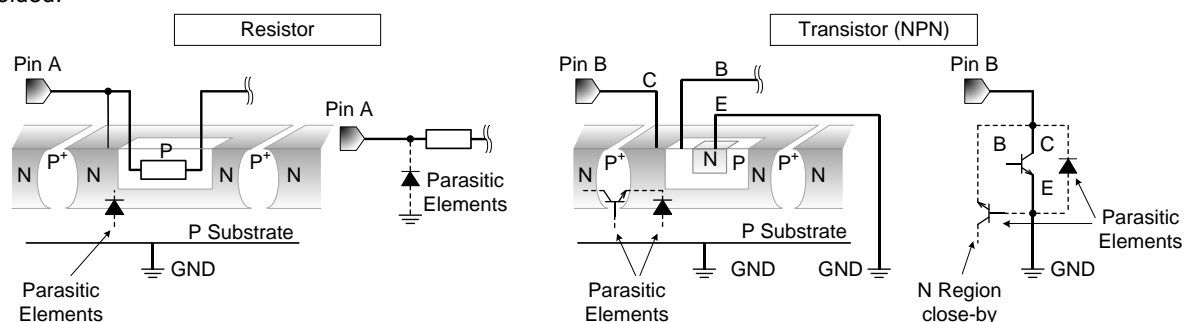 Resistor
Transistor (NPN)
Pin A
Pin A
N
P+
N
P
N
P+
N
Parasitic
Elements
P Substrate
GND
Parasitic
Elements
Pin B
C
B
E
N
P+
N
N
P
N
P+
N
P Substrate
GND
GND
Parasitic
Elements
Pin B
B
C
E
Parasitic
Elements
GND
N Region
close-by